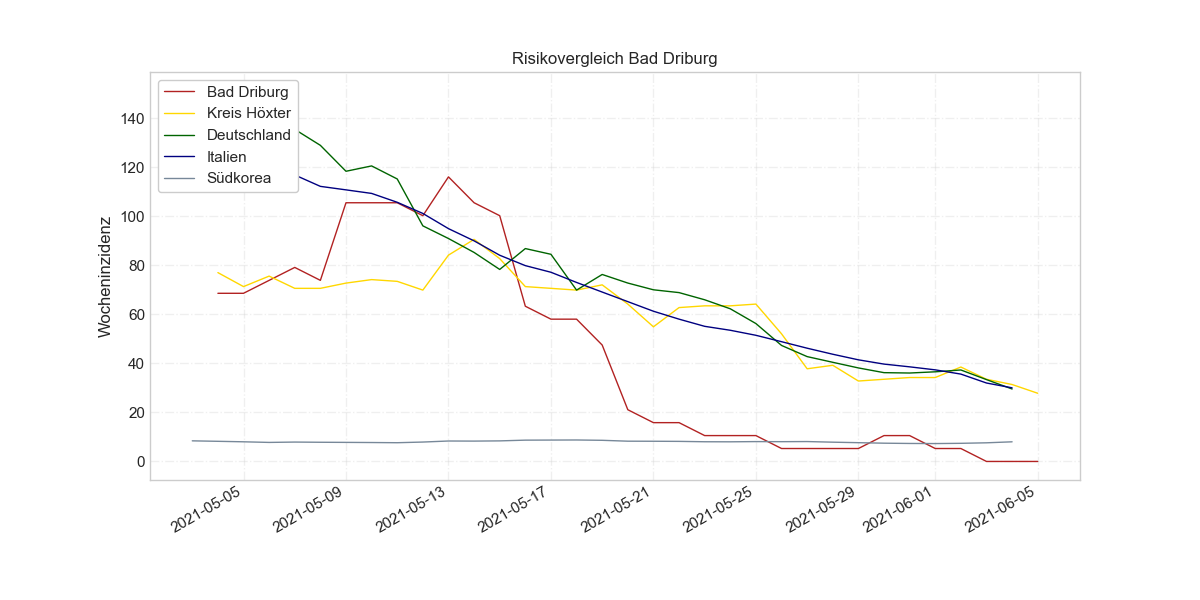 Risikovergleich Bad Driburg
Bad Driburg
Kreis Höxter
Deutschland
Italien
Südkorea
Wocheninzidenz
140
120
100
80
60
40
20
0
2021-05-05
2021-05-09
2021-05-13
2021-05-17
2021-05-21
2021-05-25
2021-05-29
2021-06-01
2021-06-05